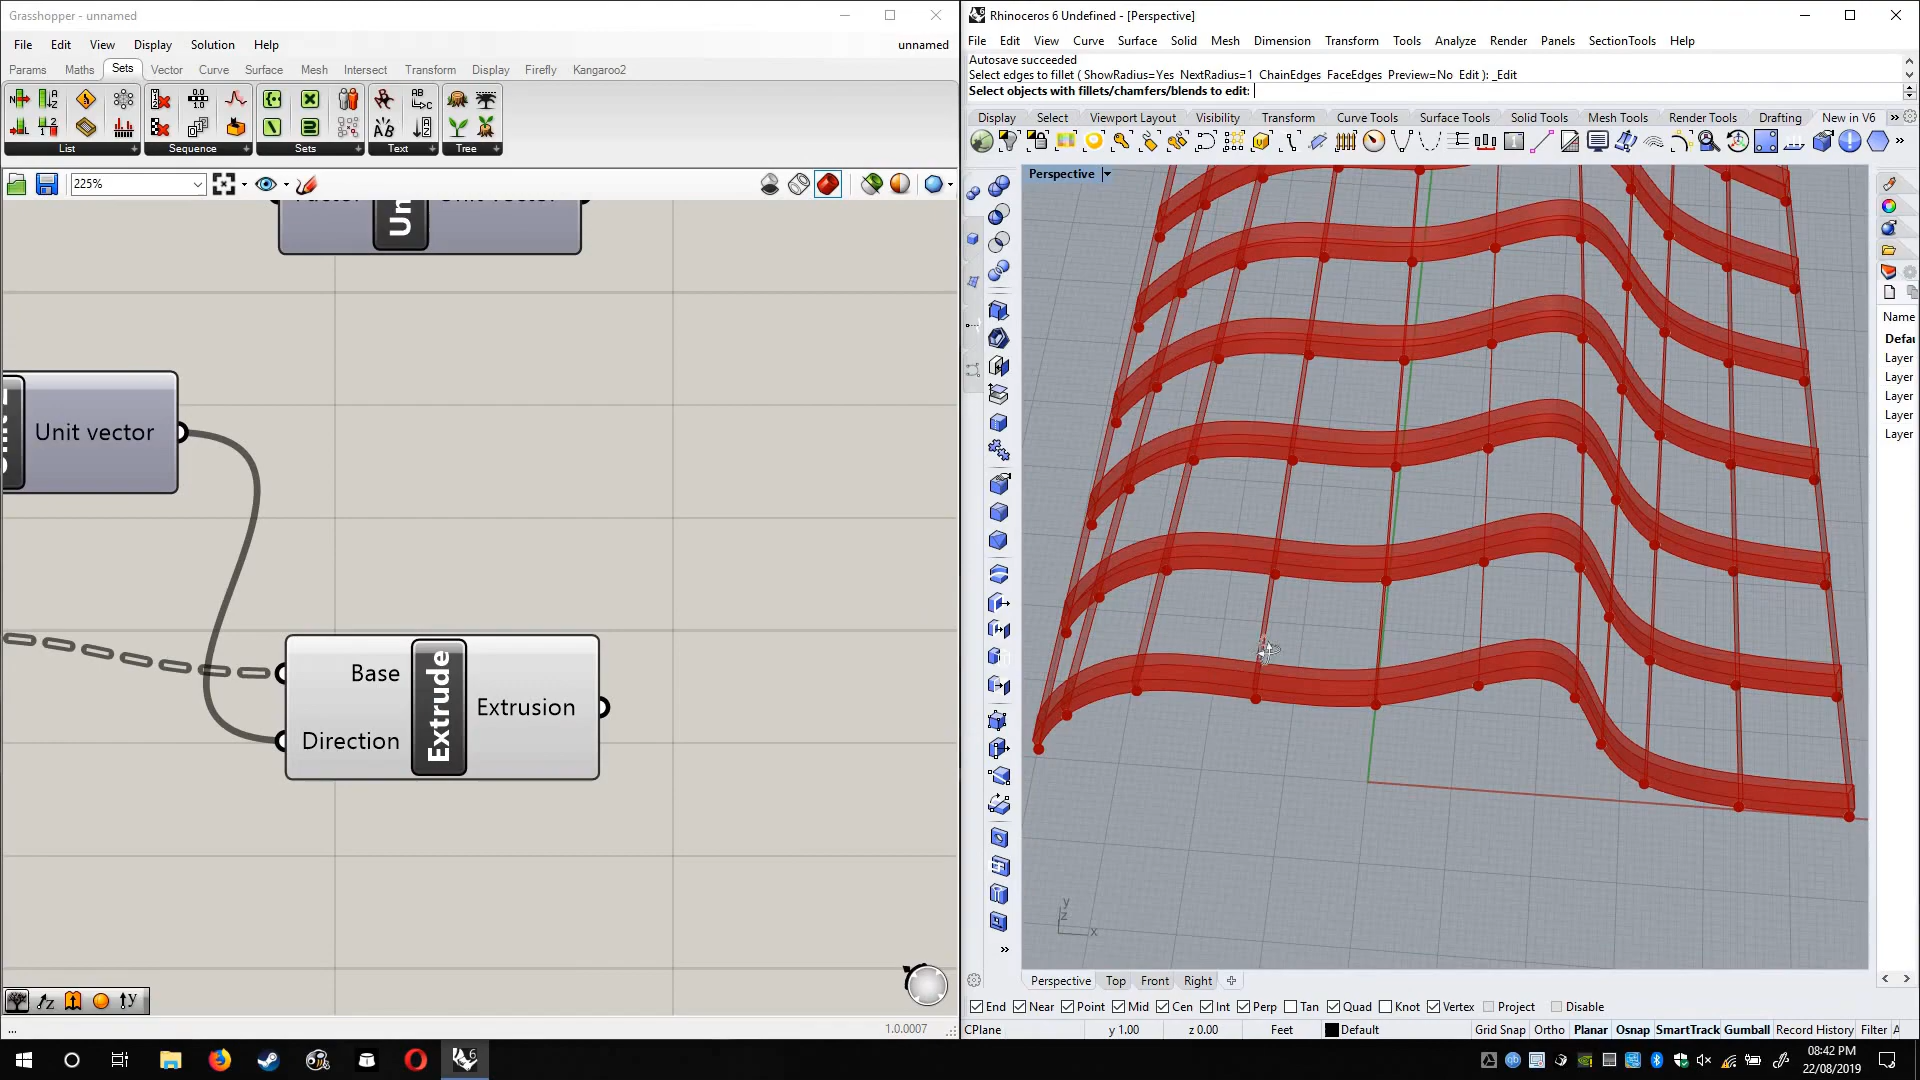 Grasshopper - unnamed
File Edit View Display Solution Help
unnamed
Params Maths Sets Vector Curve Surface Mesh Intersect Transform Display Firefly Kangaroo2
List Sequence Sets Text Tree
225%
Unit vector
Base
Extrude
Extrusion
Direction
...
1.0.0007
Rhinoceros 6 Undefined - [Perspective]
File Edit View Curve Surface Solid Mesh Dimension Transform Tools Analyze Render Panels SectionTools Help
Autosave succeeded
Select edges to fillet ( ShowRadius=Yes NextRadius=1 ChainEdges FaceEdges Preview=No Edit ): _Edit
Select objects with fillets/chamfers/blends to edit:
Display Select Viewport Layout Visibility Transform Curve Tools Surface Tools Solid Tools Mesh Tools Render Tools Drafting New in V6
Perspective
Name
Defau
Layer
Layer
Layer
Layer
Layer
y
z
x
Perspective Top Front Right
End Near Point Mid Cen Int Perp Tan Quad Knot Vertex Project Disable
CPlane y 1.00 z 0.00 Feet Default Grid Snap Ortho Planar Osnap SmartTrack Gumball Record History Filter
08:42 PM
22/08/2019